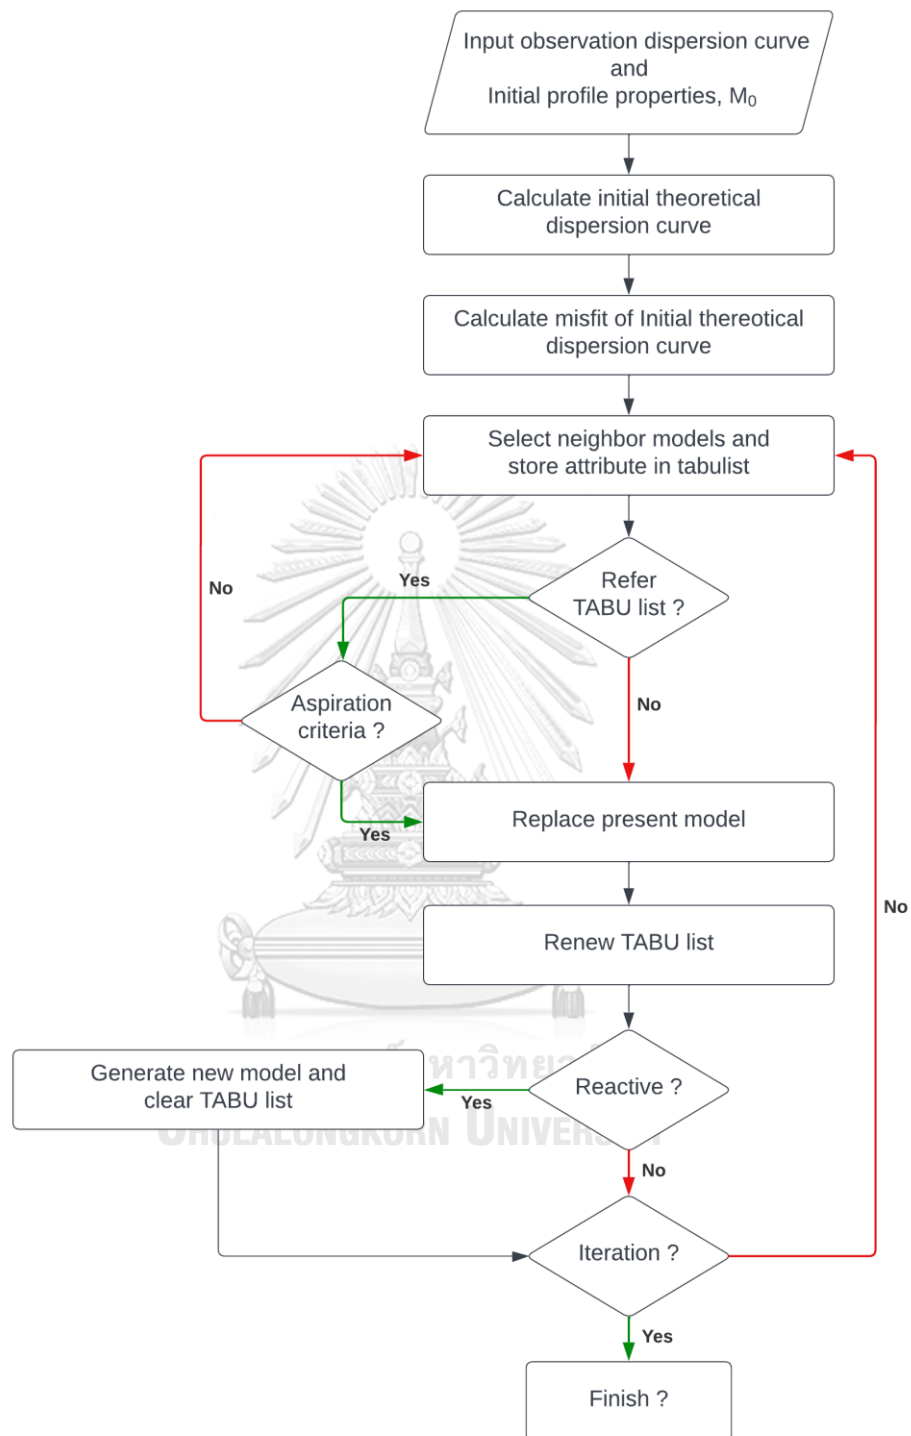 Input observation dispersion curve
and
Initial profile properties, M₀
Calculate initial theoretical
dispersion curve
Calculate misfit of Initial thereotical
dispersion curve
Select neighbor models and
store attribute in tabulist
No
Yes
Refer
TABU list ?
Aspiration
criteria ?
No
Yes
Replace present model
No
Renew TABU list
Generate new model and
clear TABU list
Yes
Reactive ?
No
Iteration ?
Yes
Finish ?
UNIVERSITY